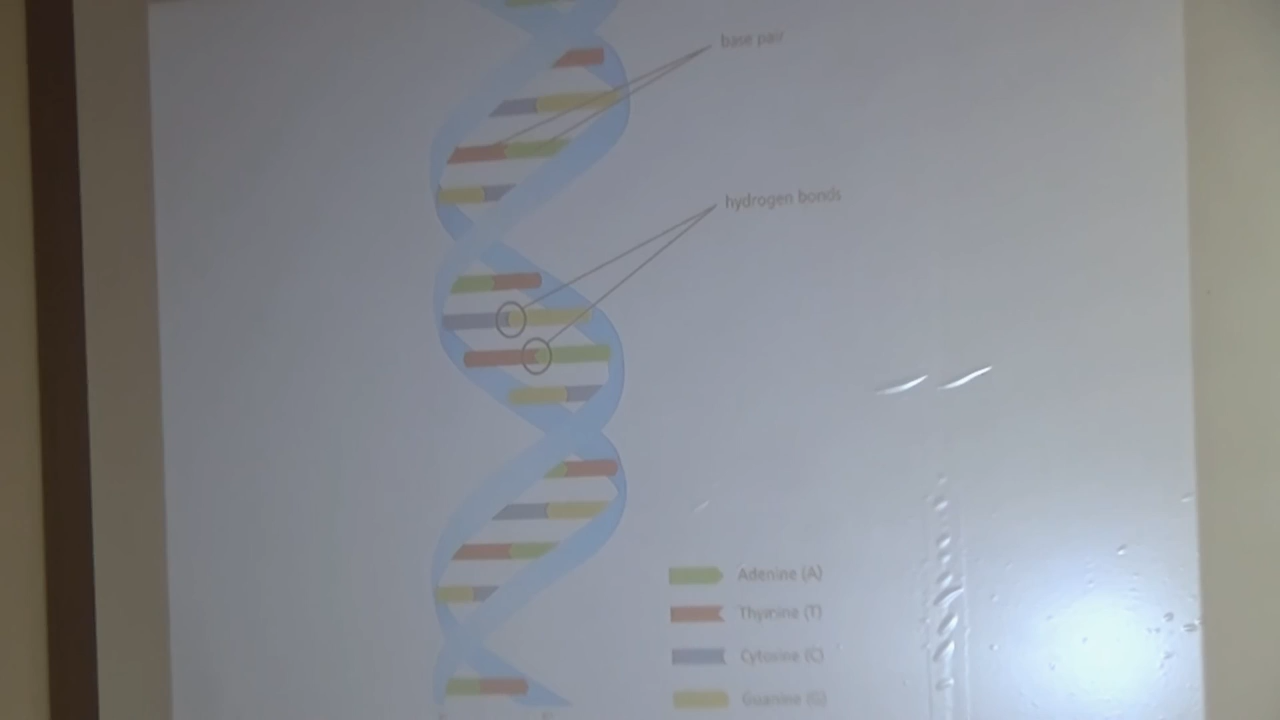 base pair
hydrogen bonds
Adenine (A)
Thymine (T)
Cytosine (C)
Guanine (G)